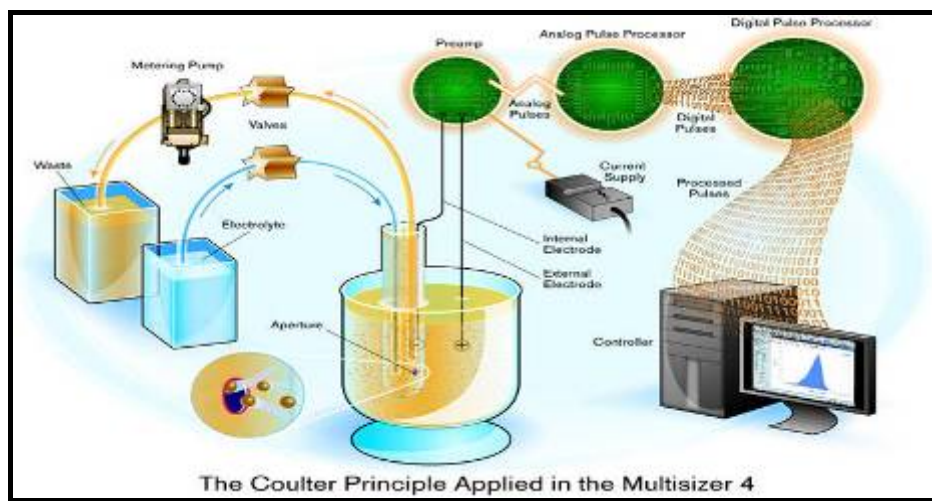 Digital Pulse Processor
Analog Pulse Processor
Preamp
Metering Pump
Analog
Pulses
Digital
Pulses
Valves
Waste
Current
Supply
Processed
Pulses
Electrolyte
Internal
Electrode
External
Electrode
Aperture
Controller
The Coulter Principle Applied in the Multisizer 4